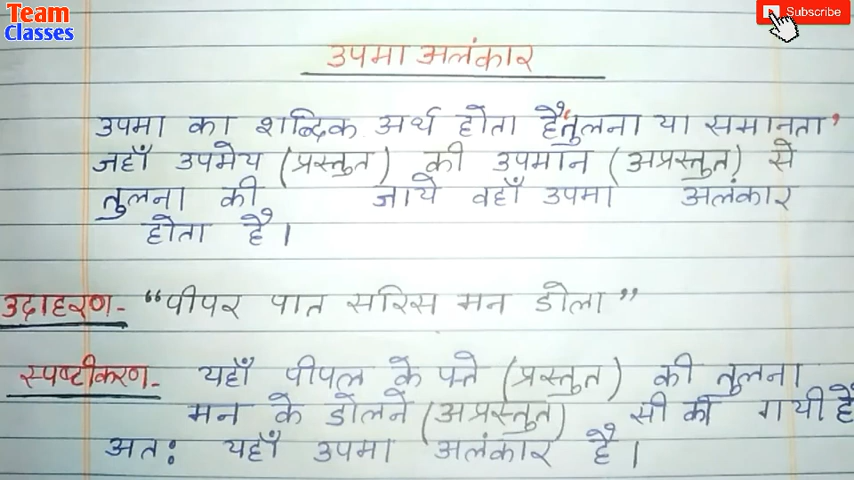 Team
Classes
Subscribe
उपमा अलंकार
उपमा का शब्दिक अर्थ होता है"तुलना या समानता'
जहाँ उपमेय (प्रस्तुत) की उपमान (अप्रस्तुत) से
तुलना की जाये वहाँ उपमा अलंकार
होता है।
उदाहरण- “पीपर पात सरिस मन डोला”
स्पष्टीकरण- यहाँ पीपल के पत्ते (प्रस्तुत) की तुलना
मन के डोलने (अप्रस्तुत) सी की गयी है
अतः यहाँ उपमा अलंकार है।